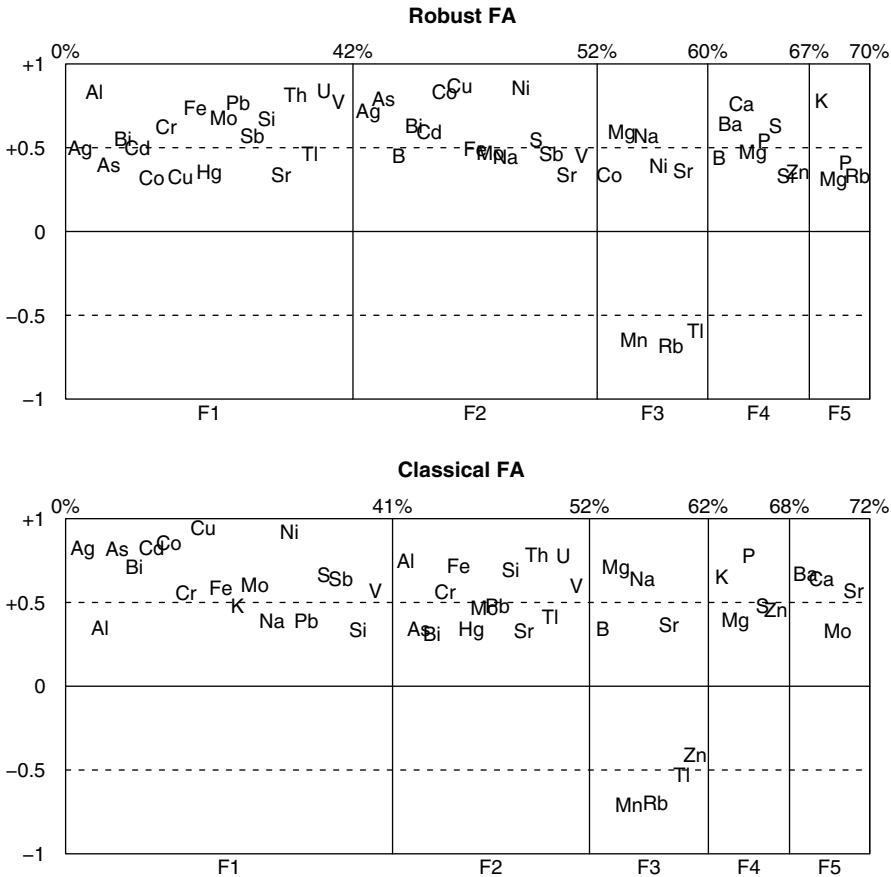 Robust FA
0% 42% 52% 60% 67% 70%
+1
Al Fe Mo Pb Th U V As Co Cu Ni Ca K
Ag Bi Cd Cr Sb Si Ag Bi Cd S Mg Na Ba S P
+0.5
As Co Cu Hg Sr Tl B Fe Mo Na Sb Sr V Co Ni Sr B Mg Sr Zn Mg P Rb
0
−0.5
Mn Rb Tl
−1
F1 F2 F3 F4 F5
Classical FA
0% 41% 52% 62% 68% 72%
+1
Ag As Bi Cd Co Cu Ni Al Fe S Th U Mg Na K P Ba Ca
Cr Fe K Mo S Sb V Cr V Sb
+0.5
Al Na Pb Si As Bi Hg Mo Pb Sr Tl B Sr Mg S Zn Mo
0
−0.5
Mn Rb Tl Zn
−1
F1 F2 F3 F4 F5